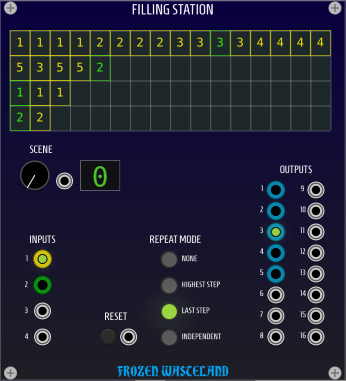 FILLING STATION
1 1 1 1 2 2 2 2 3 3 3 3 4 4 4 4
5 3 5 5 2
1 1 1
2 2
SCENE
0
OUTPUTS
1 9
2 10
3 11
4 12
5 13
6 14
7 15
8 16
INPUTS
1
2
3
4
REPEAT MODE
NONE
HIGHEST STEP
LAST STEP
INDEPENDENT
RESET
FROZEN WASTELAND